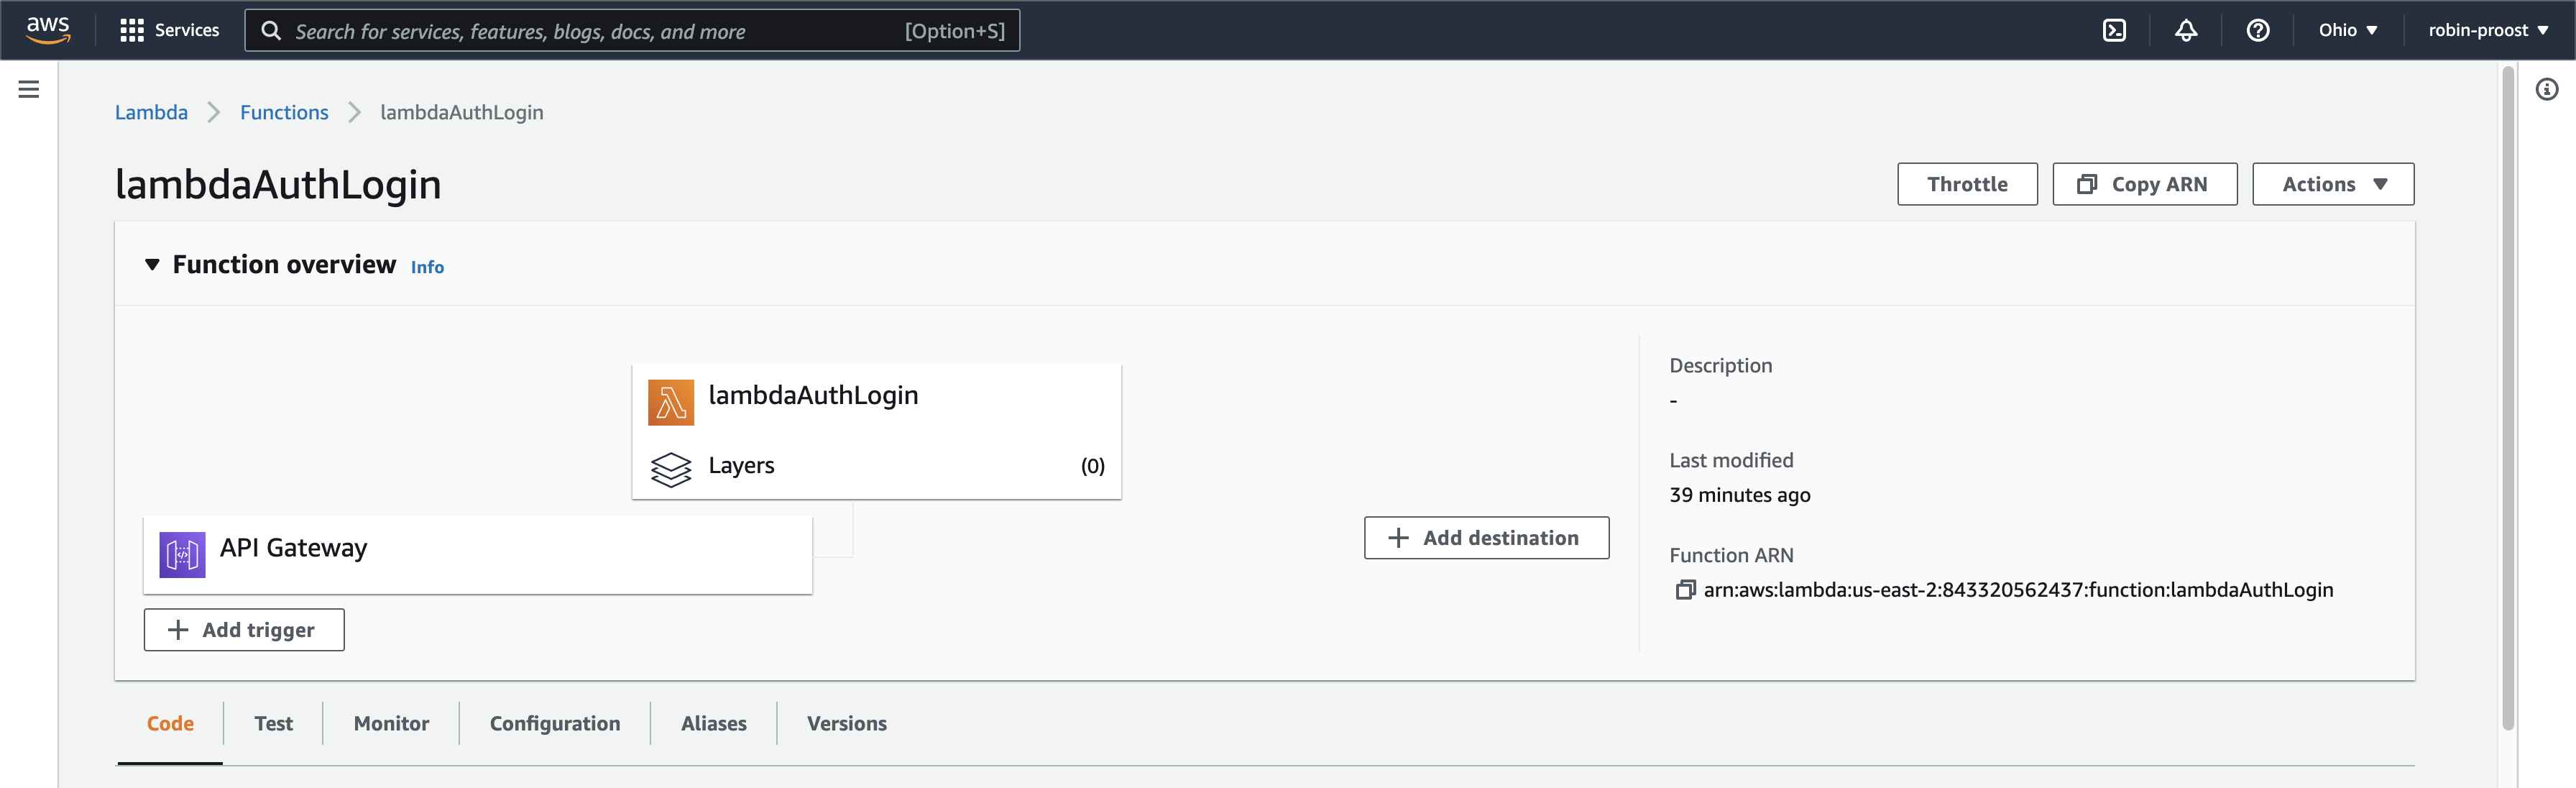 aws Services Search for services, features, blogs, docs, and more [Option+S] Ohio robin-proost
Lambda Functions lambdaAuthLogin
lambdaAuthLogin
Throttle Copy ARN Actions
Function overview Info
lambdaAuthLogin
Layers (0)
API Gateway
+ Add trigger
+ Add destination
Description
-
Last modified
39 minutes ago
Function ARN
arn:aws:lambda:us-east-2:843320562437:function:lambdaAuthLogin
Code Test Monitor Configuration Aliases Versions